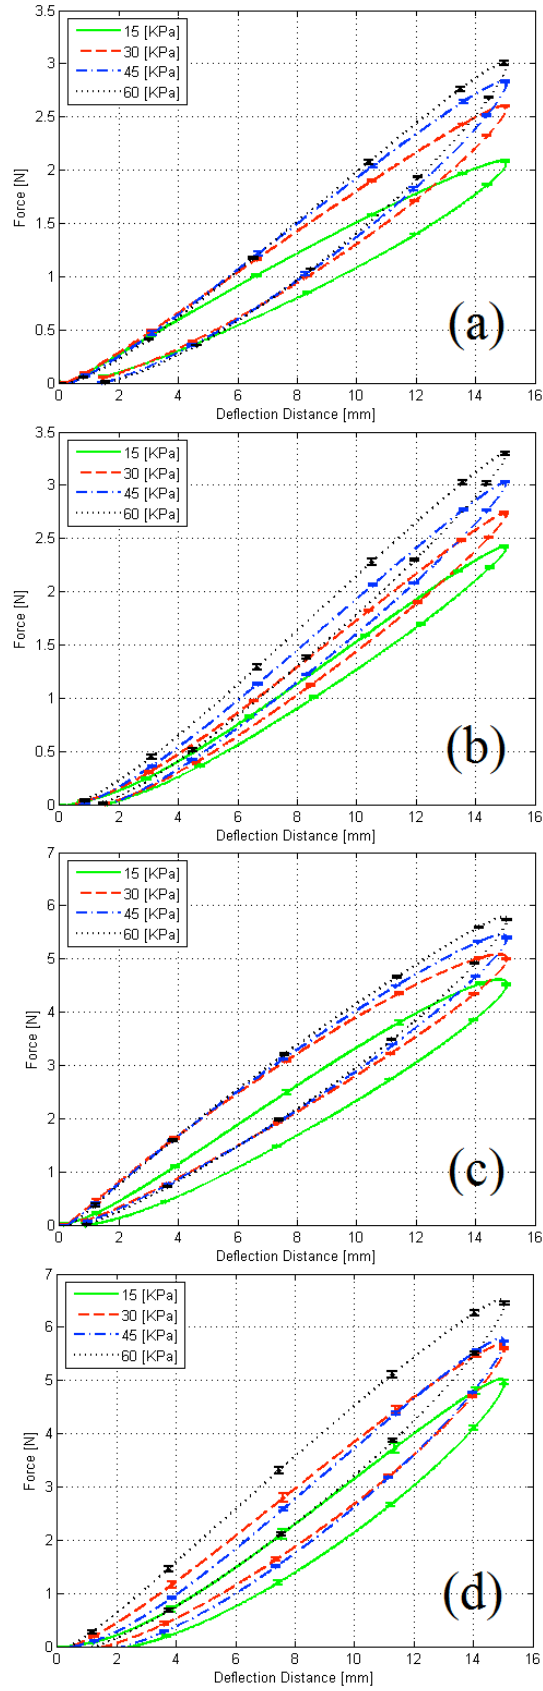 3.5
3
2.5
2
1.5
1
0.5
0
Force [N]
15 [KPa]
30 [KPa]
45 [KPa]
60 [KPa]
(a)
0 2 4 6 8 10 12 14 16
Deflection Distance [mm]
3.5
3
2.5
2
1.5
1
0.5
0
Force [N]
15 [KPa]
30 [KPa]
45 [KPa]
60 [KPa]
(b)
0 2 4 6 8 10 12 14 16
Deflection Distance [mm]
7
6
5
4
3
2
1
0
Force [N]
15 [KPa]
30 [KPa]
45 [KPa]
60 [KPa]
(c)
0 2 4 6 8 10 12 14 16
Deflection Distance [mm]
7
6
5
4
3
2
1
0
Force [N]
15 [KPa]
30 [KPa]
45 [KPa]
60 [KPa]
(d)
0 2 4 6 8 10 12 14 16
Deflection Distance [mm]